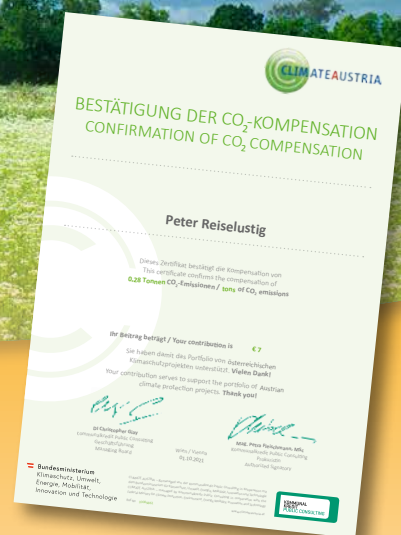 CLIMATEAUSTRIA
BESTÄTIGUNG DER CO₂-KOMPENSATION
CONFIRMATION OF CO₂ COMPENSATION
Peter Reiselustig
Dieses Zertifikat bestätigt die Kompensation von
This certificate confirms the compensation of
0,28 Tonnen CO₂-Emissionen / tons of CO₂ emissions
Ihr Beitrag beträgt / Your contribution is € 7
Sie haben damit das Portfolio von österreichischen
Klimaschutzprojekten unterstützt. Vielen Dank!
Your contribution serves to support the portfolio of Austrian
climate protection projects. Thank you!
Kommunalkredit Public Consulting
Bundesministerium
Klimaschutz, Umwelt,
Energie, Mobilität,
Innovation und Technologie
KOMMUNAL
KREDIT
PUBLIC CONSULTING